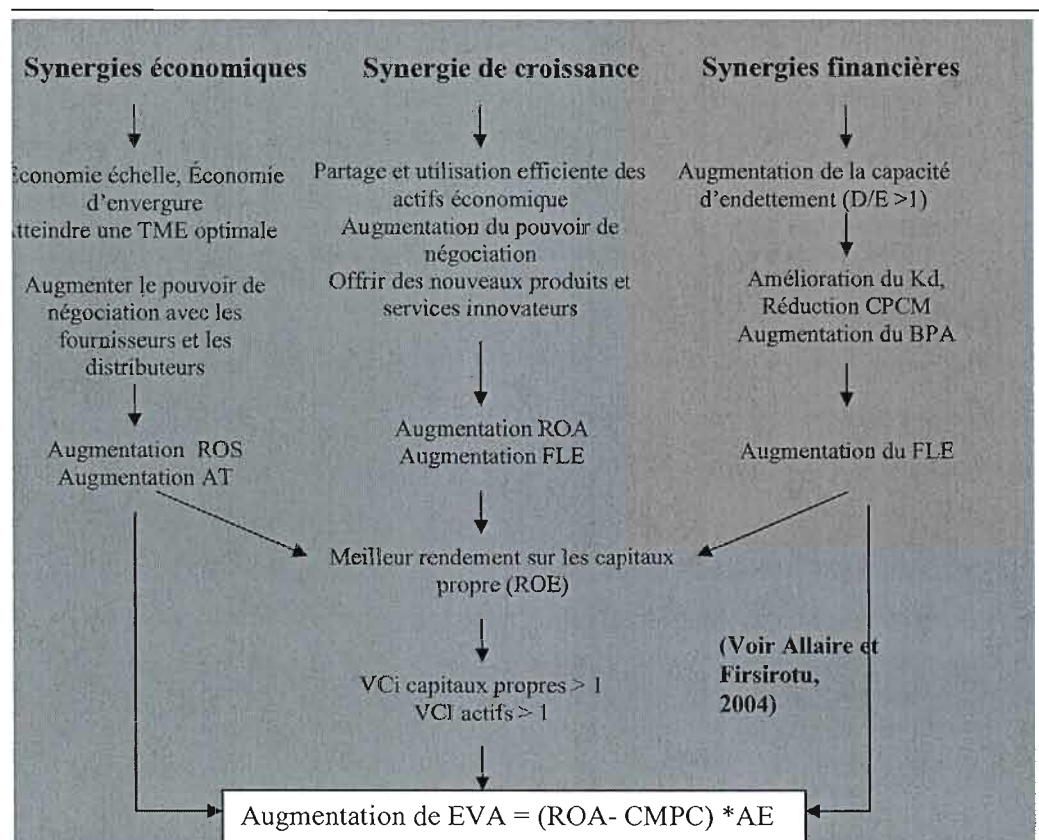 Synergies économiques
Économie échelle, Économie
d'envergure
tteindre une TME optimale
Augmenter le pouvoir de
négociation avec les
fournisseurs et les
distributeurs
Augmentation ROS
Augmentation AT
Synergie de croissance
Partage et utilisation efficiente des
actifs économique
Augmentation du pouvoir de
négociation
Offrir des nouveaux produits et
services innovateurs
Augmentation ROA
Augmentation FLE
Synergies financières
Augmentation de la capacité
d'endettement (D/E >1)
Amélioration du Kd,
Réduction CPCM
Augmentation du BPA
Augmentation du FLE
Meilleur rendement sur les capitaux
propre (ROE)
VCi capitaux propres > 1
VCI actifs > 1
(Voir Allaire et
Firsirotu,
2004)
Augmentation de EVA = (ROA- CMPC) *AE